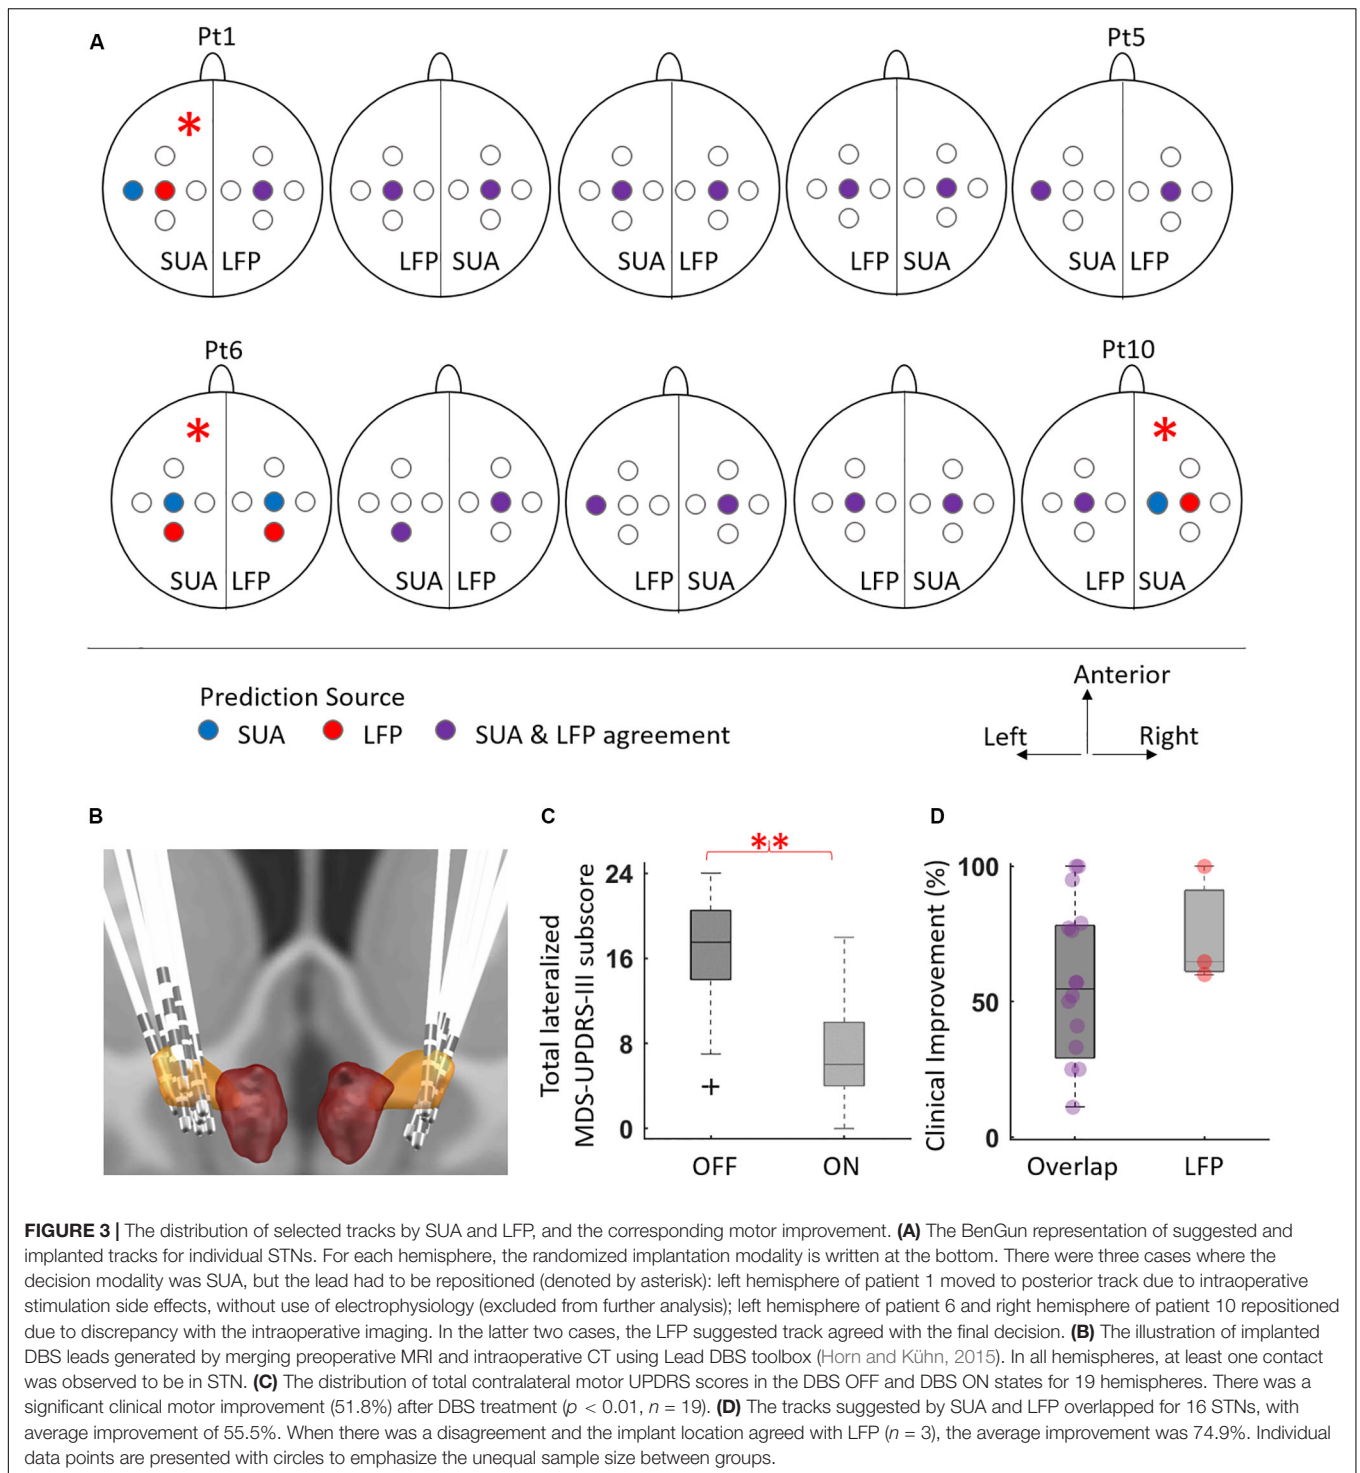 A
Pt1
Pt5
*
SUA LFP
LFP SUA
SUA LFP
LFP SUA
SUA LFP
Pt6
Pt10
*
*
SUA LFP
SUA LFP
LFP SUA
LFP SUA
LFP SUA
Prediction Source
SUA
LFP
SUA & LFP agreement
Anterior
Left
Right
B
C
**
Total lateralized
MDS-UPDRS-III subscore
24
16
8
0
OFF
ON
D
Clinical Improvement (%)
100
50
0
Overlap
LFP
FIGURE 3 | The distribution of selected tracks by SUA and LFP, and the corresponding motor improvement. (A) The BenGun representation of suggested and
implanted tracks for individual STNs. For each hemisphere, the randomized implantation modality is written at the bottom. There were three cases where the
decision modality was SUA, but the lead had to be repositioned (denoted by asterisk): left hemisphere of patient 1 moved to posterior track due to intraoperative
stimulation side effects, without use of electrophysiology (excluded from further analysis); left hemisphere of patient 6 and right hemisphere of patient 10 repositioned
due to discrepancy with the intraoperative imaging. In the latter two cases, the LFP suggested track agreed with the final decision. (B) The illustration of implanted
DBS leads generated by merging preoperative MRI and intraoperative CT using Lead DBS toolbox (Horn and Kühn, 2015). In all hemispheres, at least one contact
was observed to be in STN. (C) The distribution of total contralateral motor UPDRS scores in the DBS OFF and DBS ON states for 19 hemispheres. There was a
significant clinical motor improvement (51.8%) after DBS treatment (p < 0.01, n = 19). (D) The tracks suggested by SUA and LFP overlapped for 16 STNs, with
average improvement of 55.5%. When there was a disagreement and the implant location agreed with LFP (n = 3), the average improvement was 74.9%. Individual
data points are presented with circles to emphasize the unequal sample size between groups.